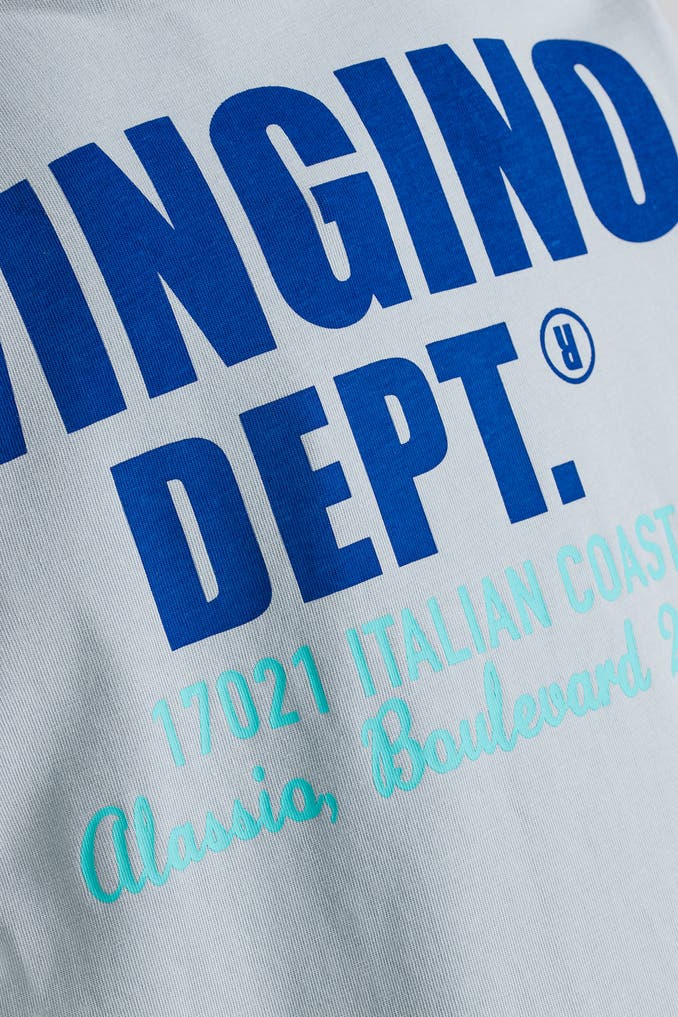 VINGINO
DEPT.®
17021 ITALIAN COAST
Alassio, Boulevard